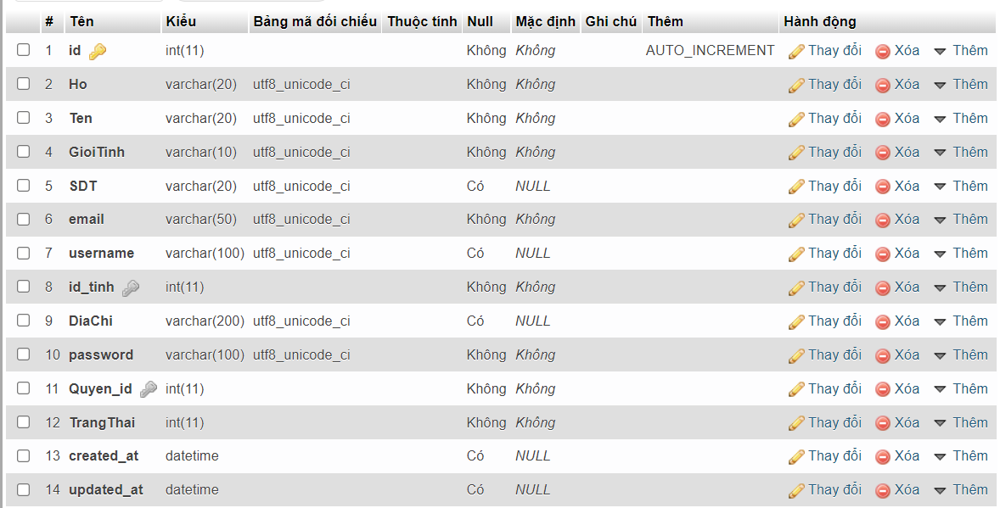 # Tên Kiểu Bảng mã đối chiếu Thuộc tính Null Mặc định Ghi chú Thêm Hành động
1 id int(11) Không Không AUTO_INCREMENT Thay đổi Xóa Thêm
2 Ho varchar(20) utf8_unicode_ci Không Không Thay đổi Xóa Thêm
3 Ten varchar(20) utf8_unicode_ci Không Không Thay đổi Xóa Thêm
4 GioiTinh varchar(10) utf8_unicode_ci Không Không Thay đổi Xóa Thêm
5 SDT varchar(20) utf8_unicode_ci Có NULL Thay đổi Xóa Thêm
6 email varchar(50) utf8_unicode_ci Không Không Thay đổi Xóa Thêm
7 username varchar(100) utf8_unicode_ci Có NULL Thay đổi Xóa Thêm
8 id_tinh int(11) Không Không Thay đổi Xóa Thêm
9 DiaChi varchar(200) utf8_unicode_ci Có NULL Thay đổi Xóa Thêm
10 password varchar(100) utf8_unicode_ci Không Không Thay đổi Xóa Thêm
11 Quyen_id int(11) Không Không Thay đổi Xóa Thêm
12 TrangThai int(11) Không Không Thay đổi Xóa Thêm
13 created_at datetime Có NULL Thay đổi Xóa Thêm
14 updated_at datetime Có NULL Thay đổi Xóa Thêm